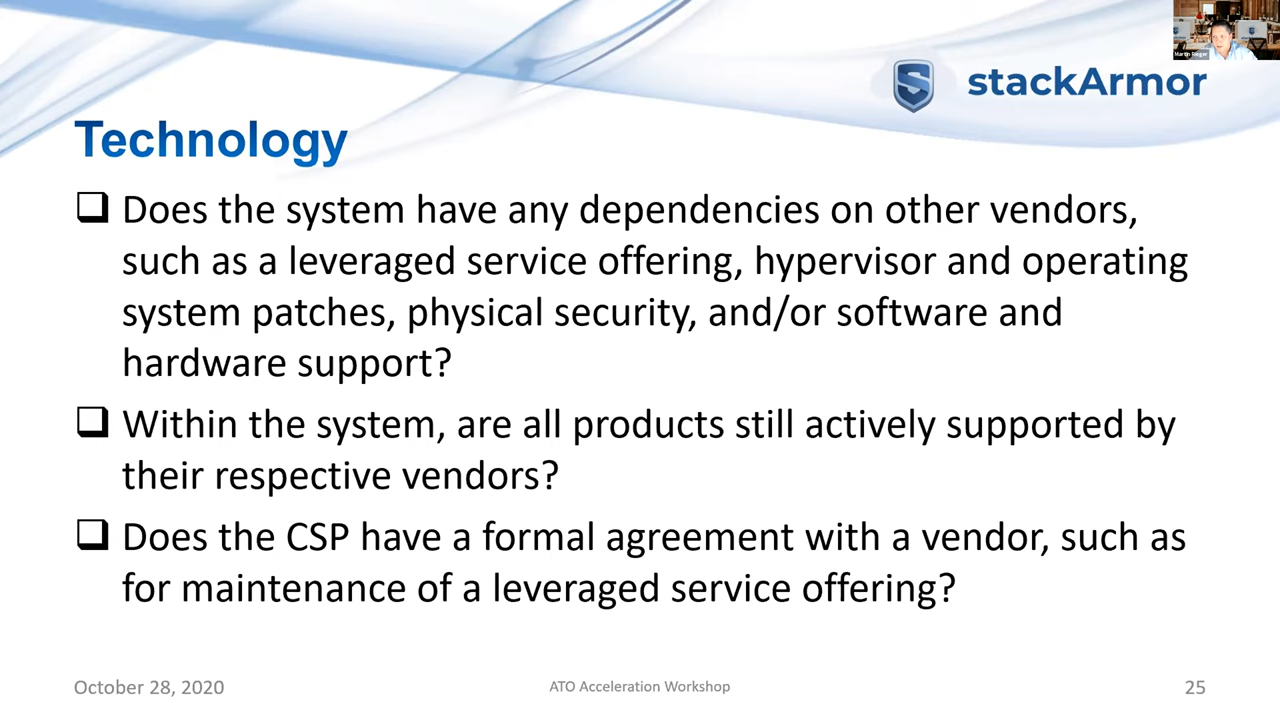 Martin Rieger
stackArmor
Technology
❑ Does the system have any dependencies on other vendors,
such as a leveraged service offering, hypervisor and operating
system patches, physical security, and/or software and
hardware support?
❑ Within the system, are all products still actively supported by
their respective vendors?
❑ Does the CSP have a formal agreement with a vendor, such as
for maintenance of a leveraged service offering?
October 28, 2020
ATO Acceleration Workshop
25